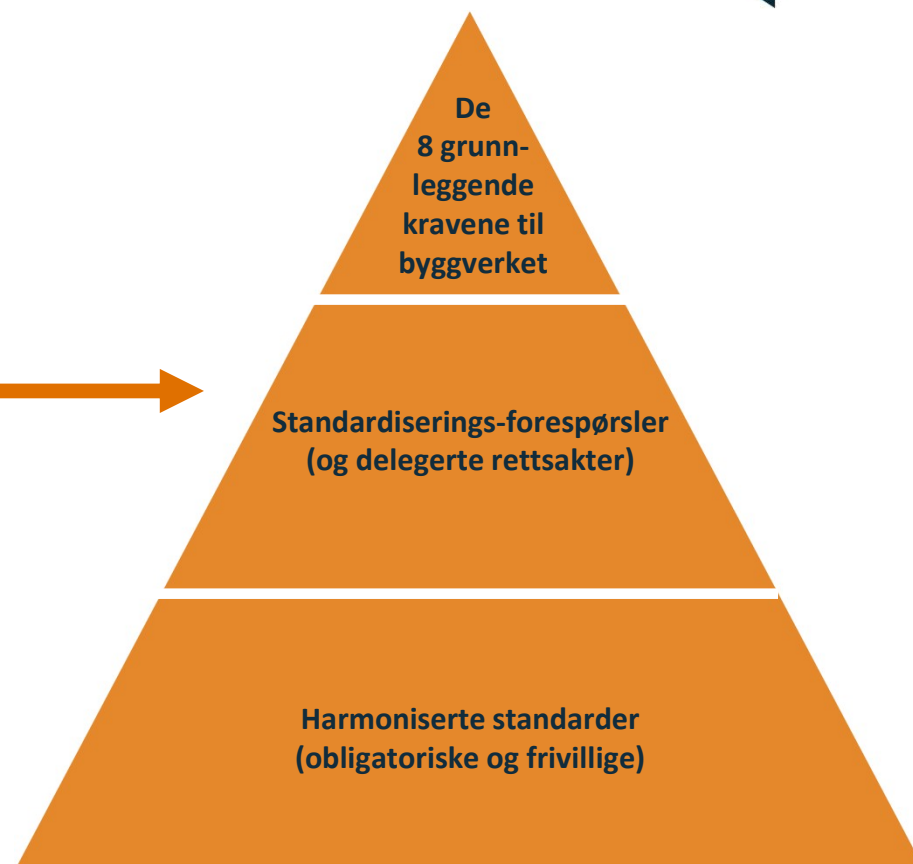 De
8 grunn-
leggende
kravene til
byggverket
Standardiserings-forespørsler
(og delegerte rettsakter)
Harmoniserte standarder
(obligatoriske og frivillige)